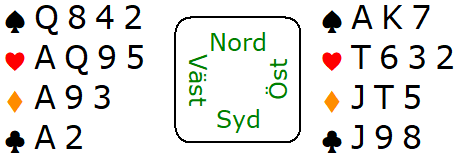 ♠ Q 8 4 2
♥ A Q 9 5
♦ A 9 3
♣ A 2
Nord
Väst
Öst
Syd
♠ A K 7
♥ T 6 3 2
♦ J T 5
♣ J 9 8